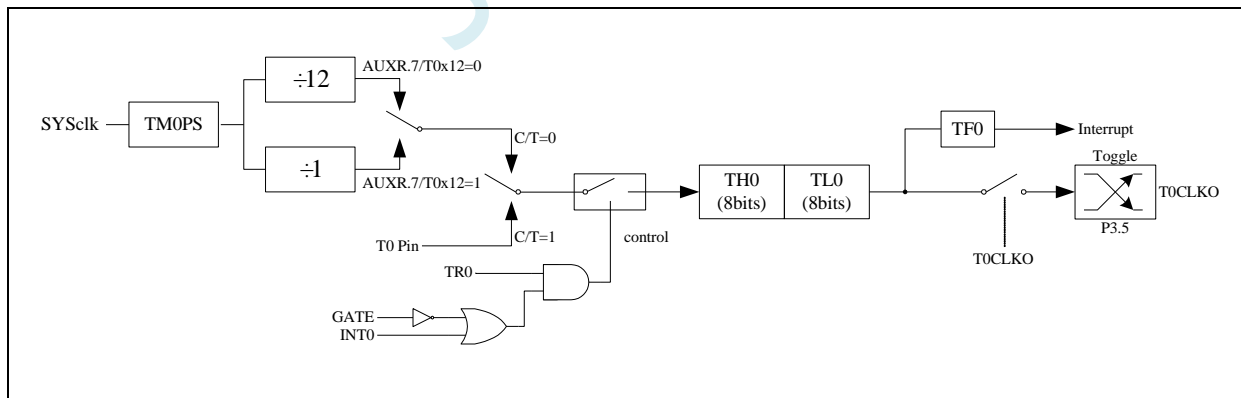 AUXR.7/T0x12=0
÷12
SYSclk
TM0PS
C/T=0
÷1
AUXR.7/T0x12=1
TF0
Interrupt
Toggle
TH0
(8bits)
TL0
(8bits)
T0CLKO
P3.5
T0 Pin
C/T=1
control
T0CLKO
TR0
GATE
INT0